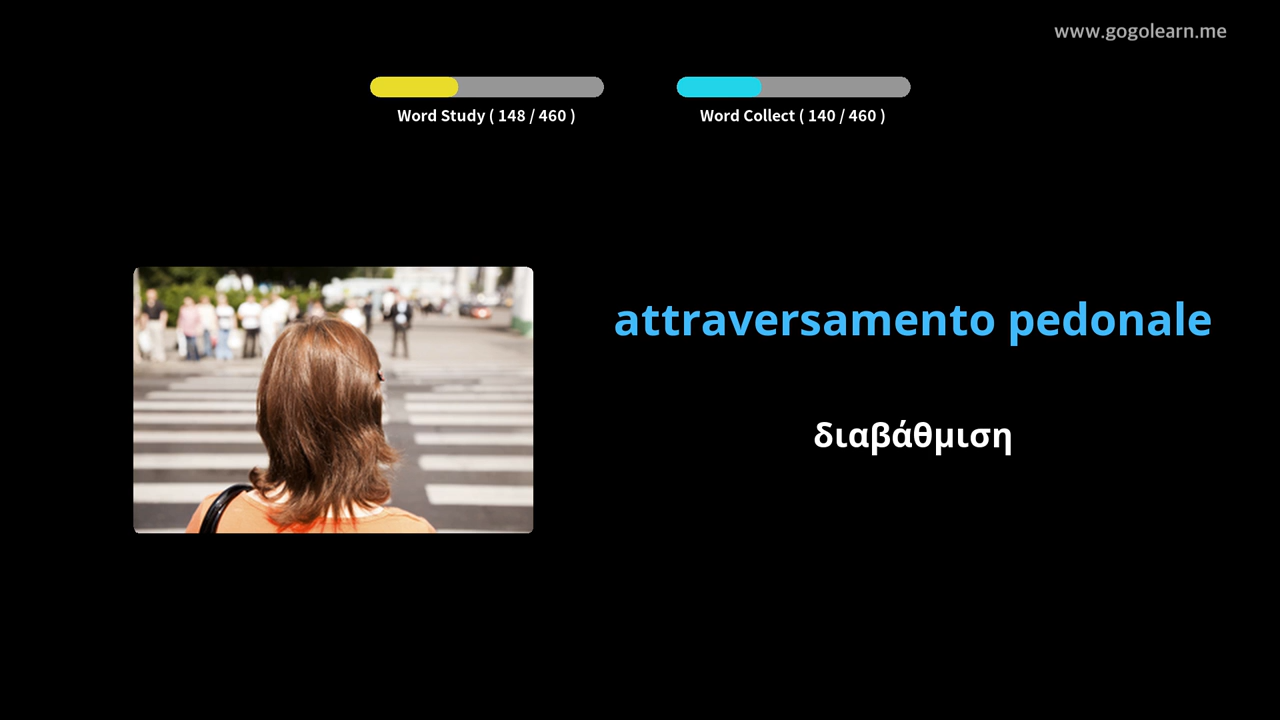 www.gogolearn.me
Word Study ( 148 / 460 )
Word Collect ( 140 / 460 )
attraversamento pedonale
διαβάθμιση